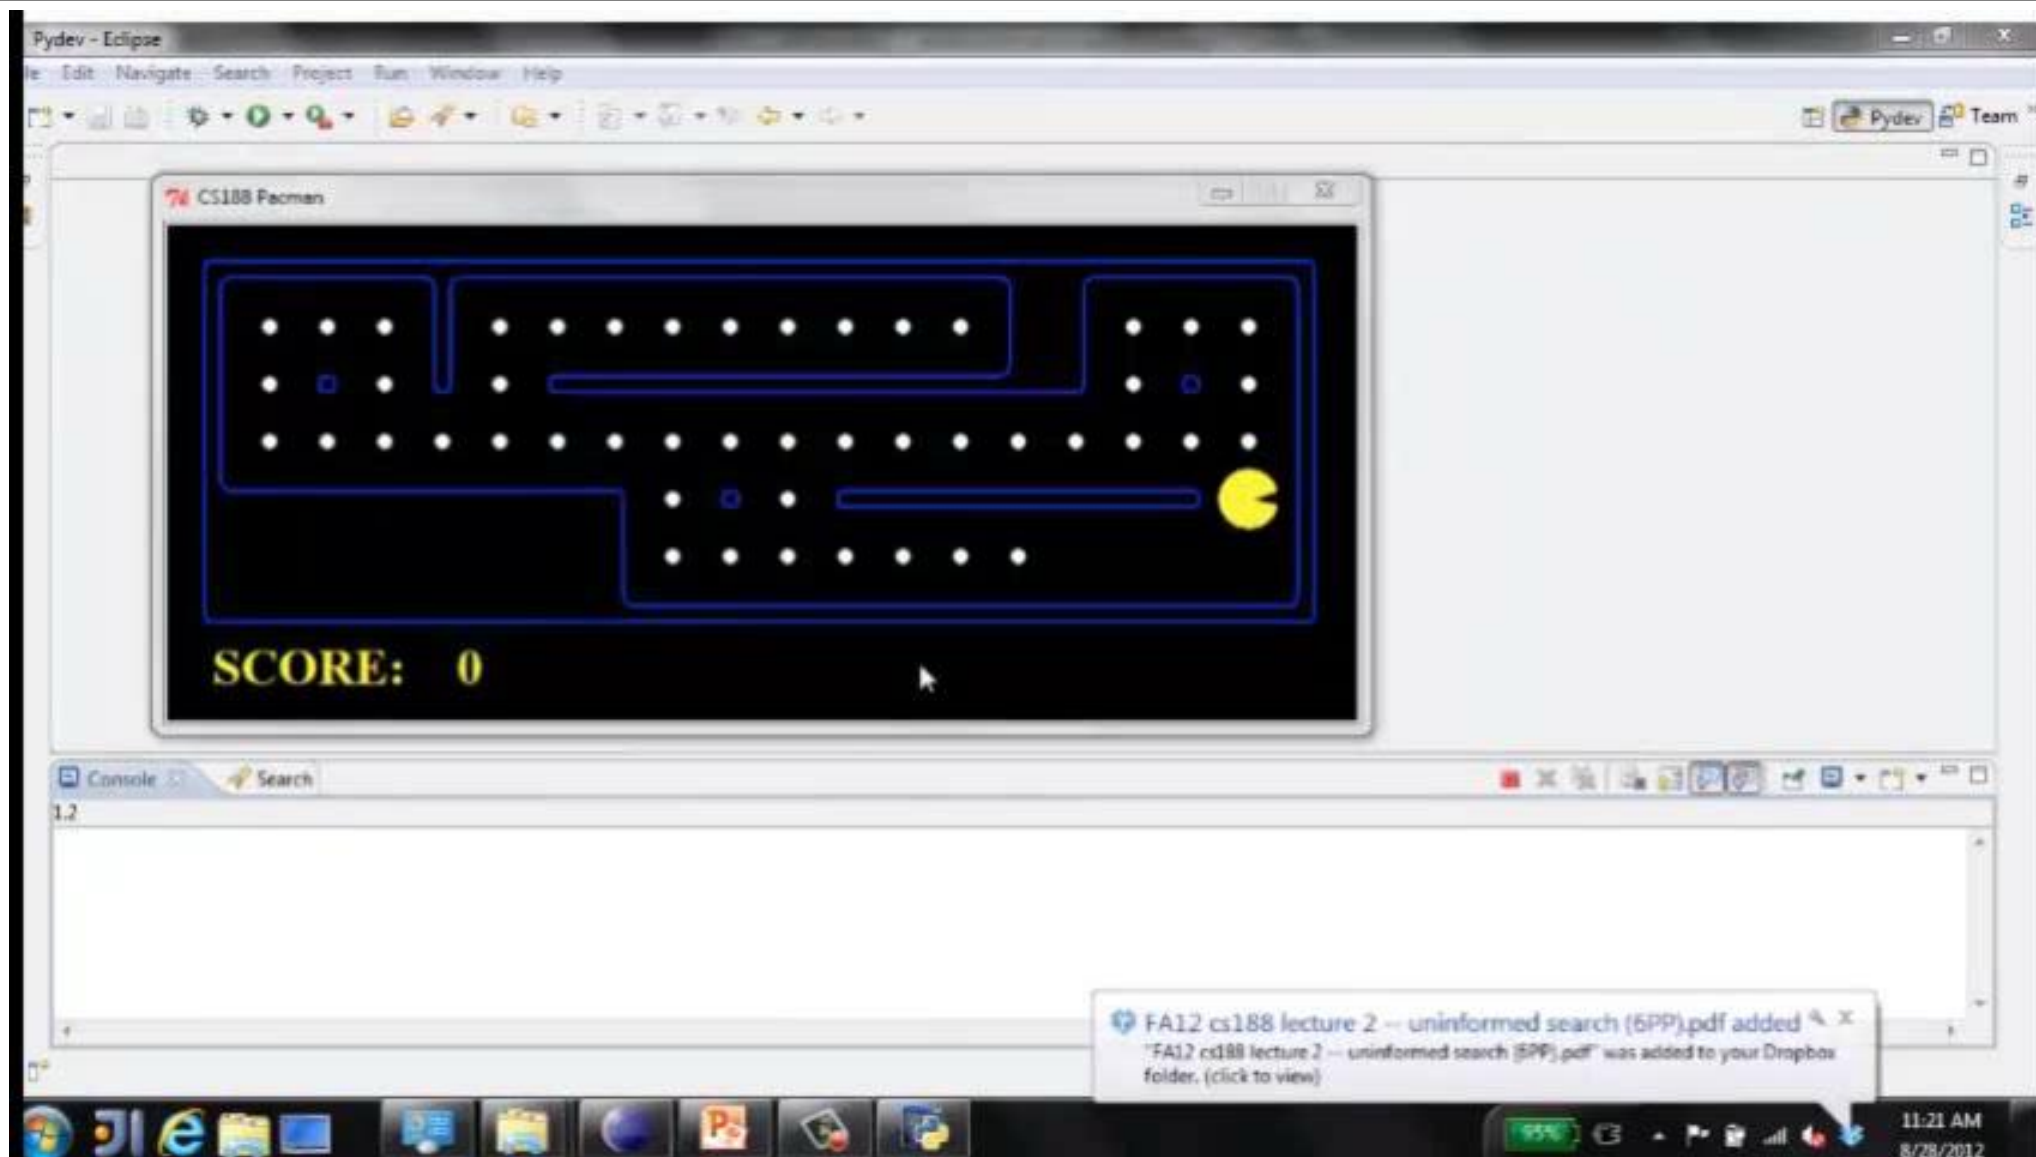 Pydev - Eclipse
le Edit Navigate Search Project Run Window Help
Pydev Team
CS188 Pacman
SCORE: 0
Console Search
1.2
FA12 cs188 lecture 2 -- uninformed search (6PP).pdf added
"FA12 cs188 lecture 2 -- uninformed search (6PP).pdf" was added to your Dropbox
folder. (click to view)
95%
11:21 AM
8/28/2012